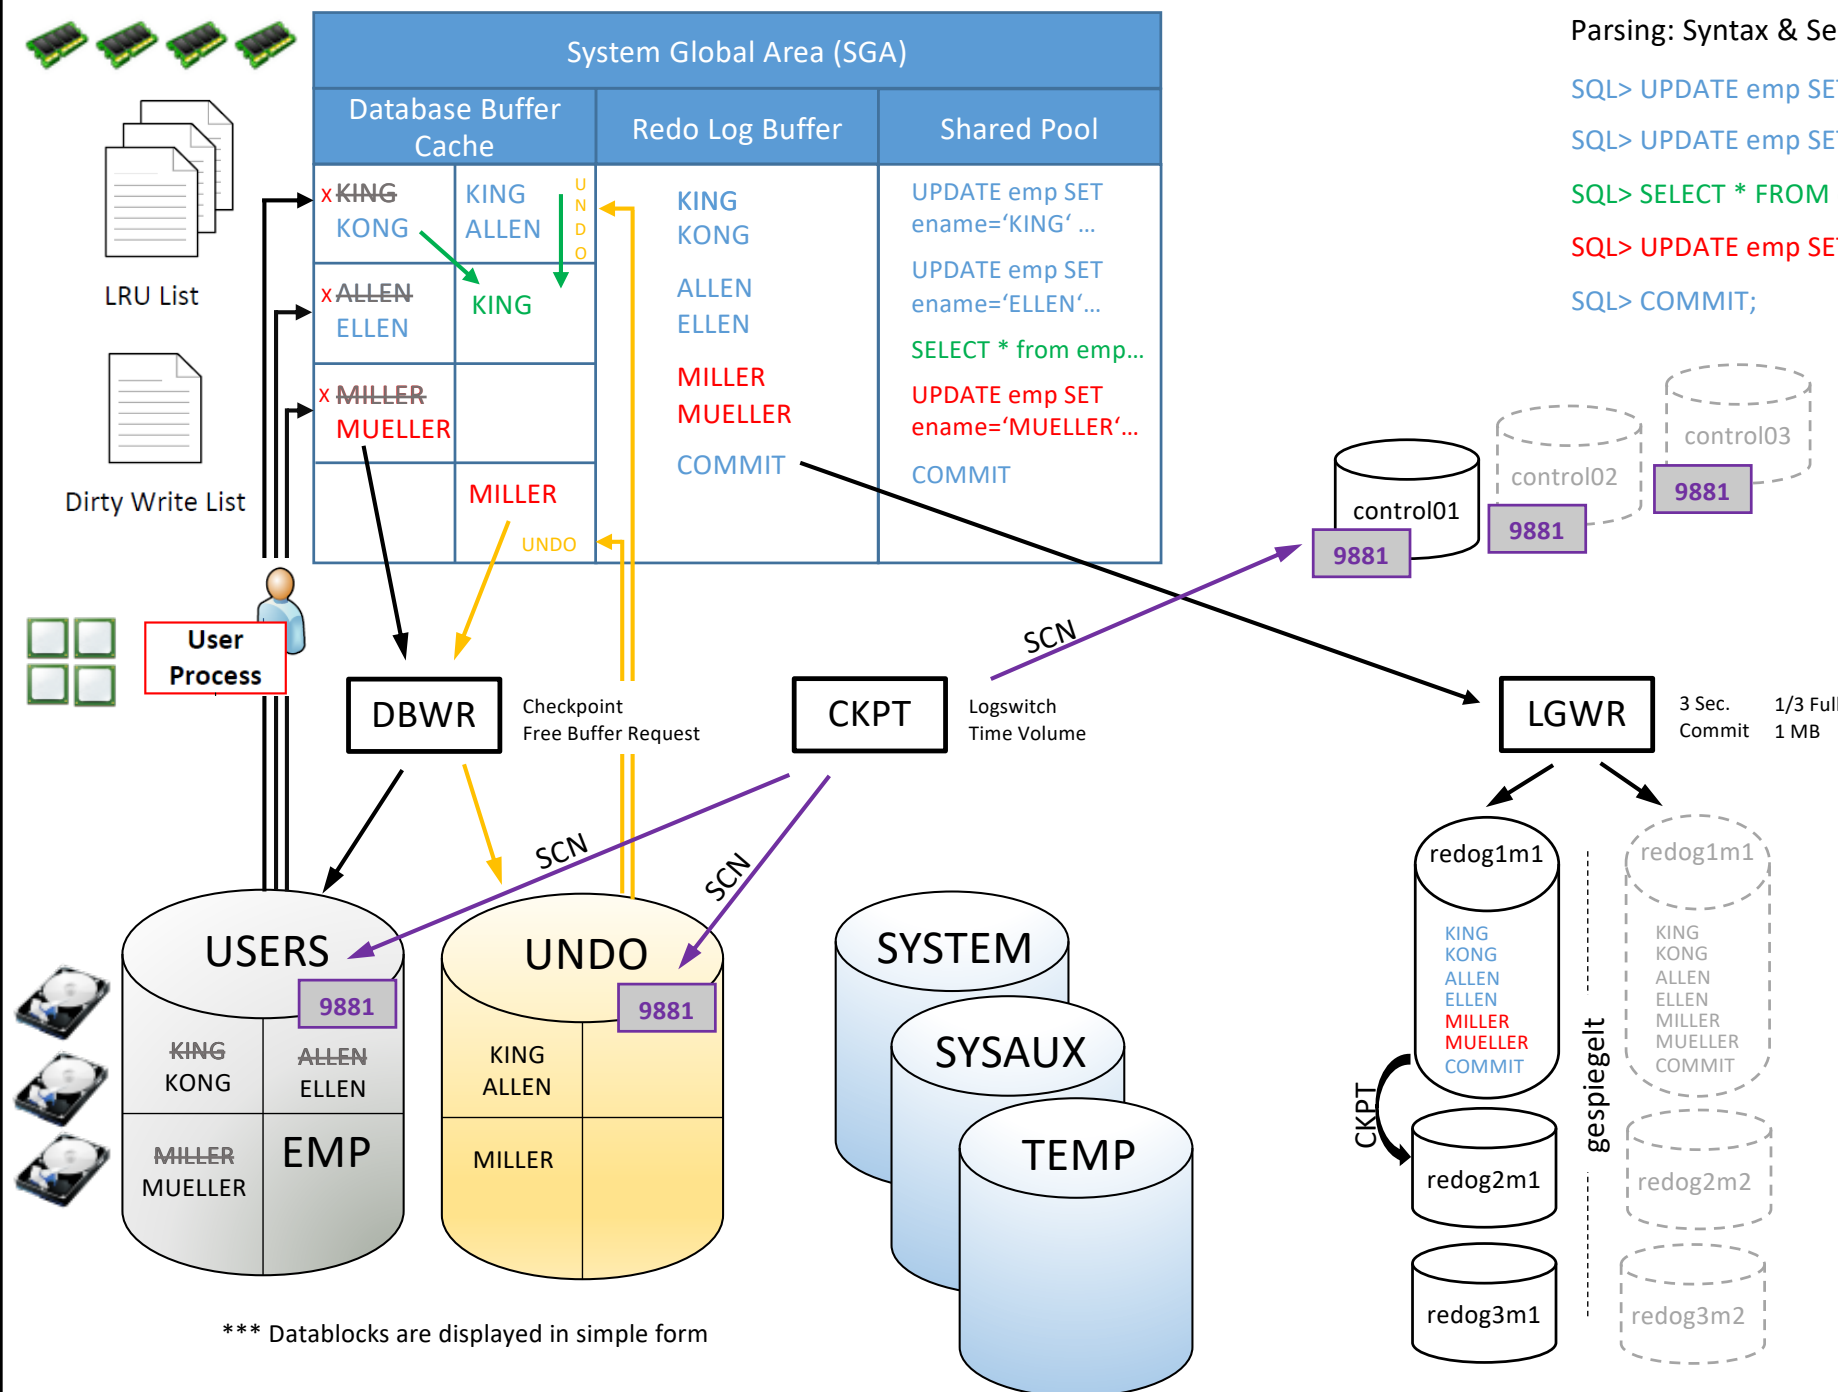 System Global Area (SGA)
Database Buffer
Cache
Redo Log Buffer
Shared Pool
x KING
KONG
KING
ALLEN
UNDO
x ALLEN
ELLEN
KING
x MILLER
MUELLER
MILLER
UNDO
KING
KONG
ALLEN
ELLEN
MILLER
MUELLER
COMMIT
UPDATE emp SET
ename='KING‘ ...
UPDATE emp SET
ename='ELLEN‘...
SELECT * from emp...
UPDATE emp SET
ename='MUELLER‘...
COMMIT
LRU List
Dirty Write List
Parsing: Syntax & Se
SQL> UPDATE emp SET
SQL> UPDATE emp SET
SQL> SELECT * FROM
SQL> UPDATE emp SET
SQL> COMMIT;
control01
9881
control02
9881
control03
9881
User
Process
DBWR
Checkpoint
Free Buffer Request
CKPT
Logswitch
Time Volume
SCN
SCN
SCN
LGWR
3 Sec.
Commit
1/3 Full
1 MB
USERS
9881
KING
KONG
ALLEN
ELLEN
MILLER
MUELLER
EMP
UNDO
9881
KING
ALLEN
MILLER
SYSTEM
SYSAUX
TEMP
redog1m1
KING
KONG
ALLEN
ELLEN
MILLER
MUELLER
COMMIT
CKPT
redog2m1
redog3m1
gespiegelt
redog1m1
KING
KONG
ALLEN
ELLEN
MILLER
MUELLER
COMMIT
redog2m2
redog3m2
*** Datablocks are displayed in simple form